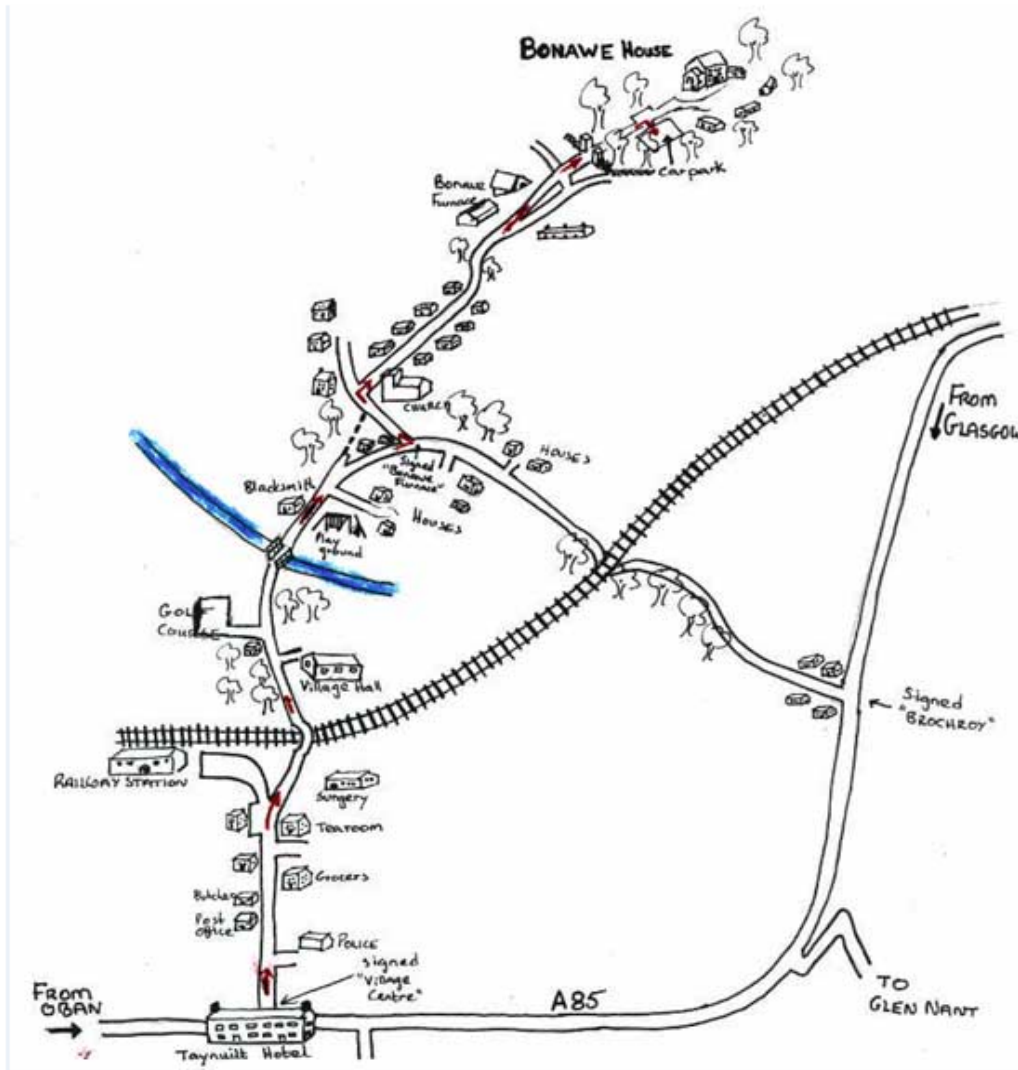 BONAWE HOUSE
Car park
Bonawe
Furnace
FROM
GLASGOW
CHURCH
HOUSES
Signed
"Bonawe
Furnace"
Blacksmith
HOUSES
Play
ground
GOLF
COURSE
Village Hall
Signed
"BROCHROY"
RAILWAY STATION
Surgery
Tearoom
Grocers
Butcher
Post
office
POLICE
Signed
"Village
Centre"
FROM
OBAN
A85
TO
GLEN NANT
Taynuilt Hotel